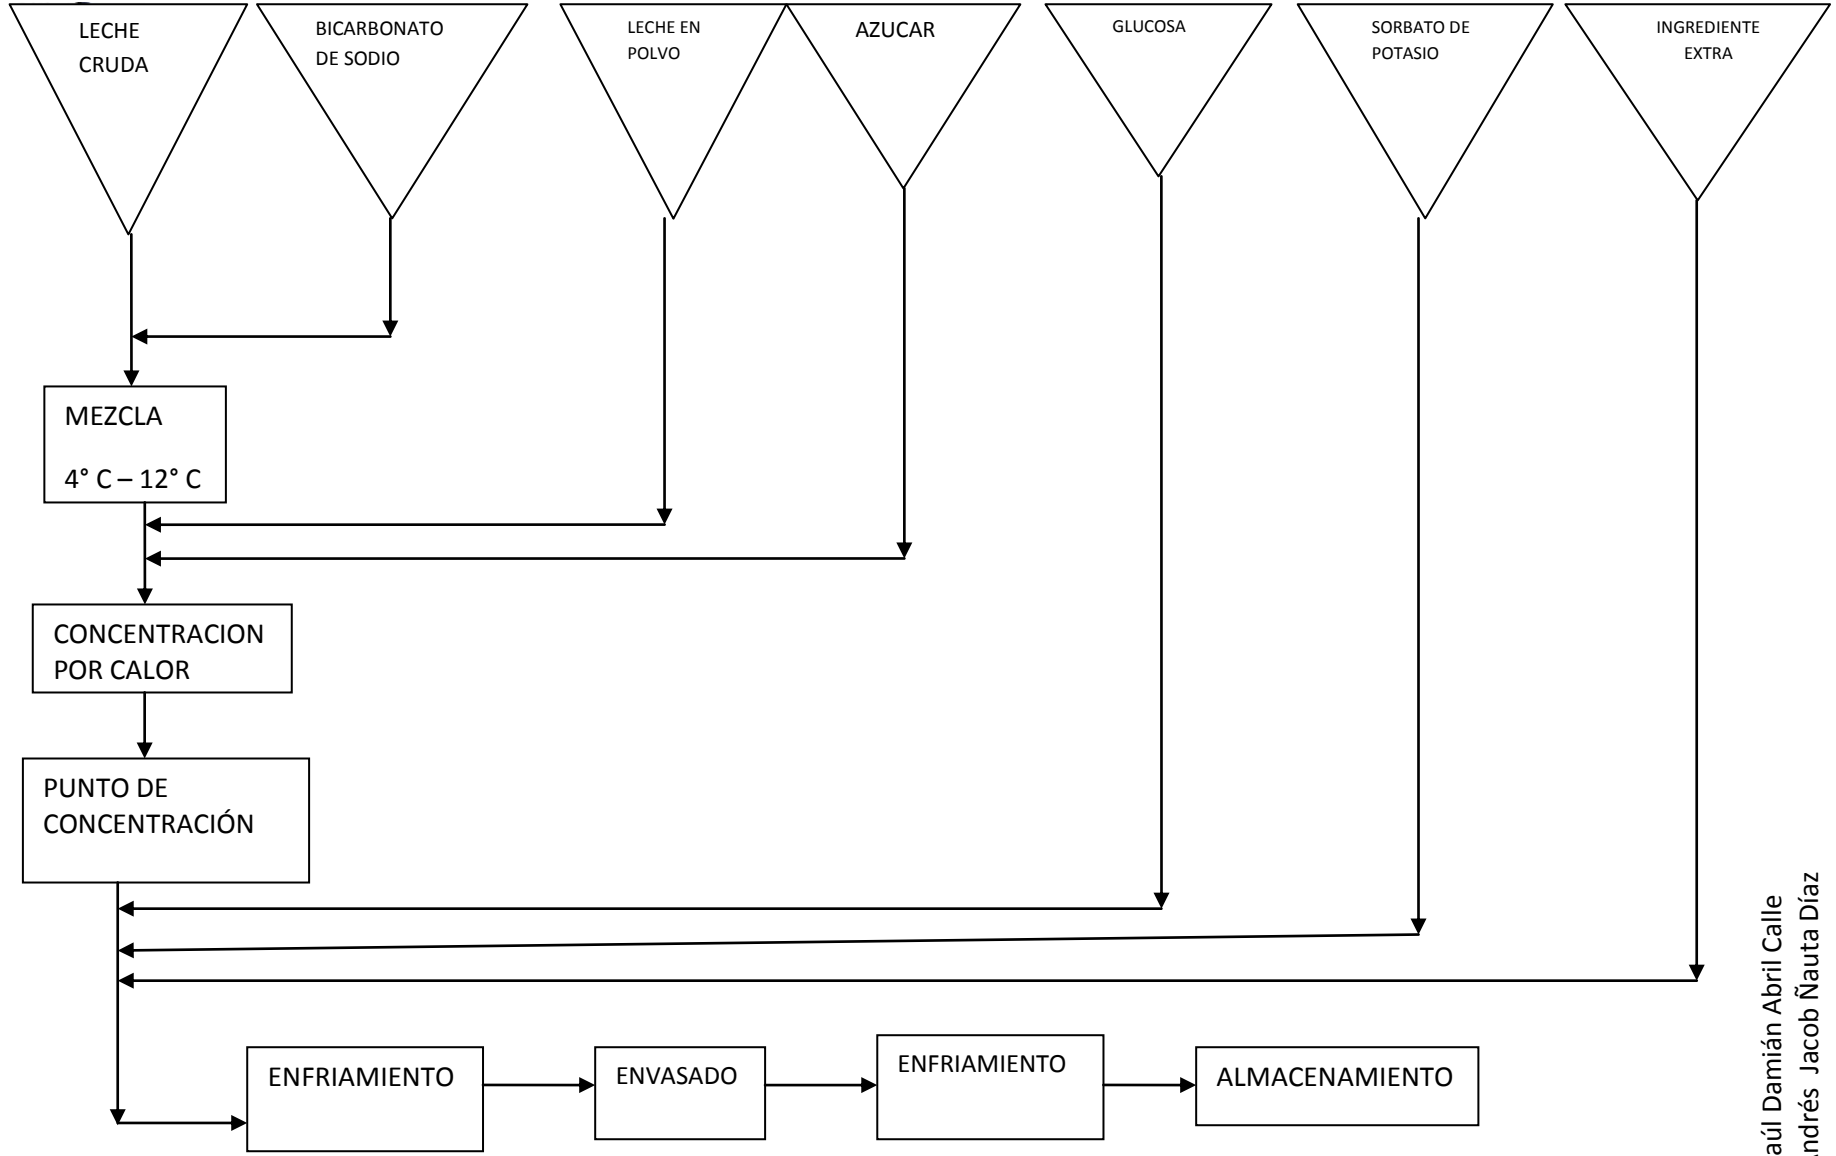 LECHE
CRUDA
BICARBONATO
DE SODIO
LECHE EN
POLVO
AZUCAR
GLUCOSA
SORBATO DE
POTASIO
INGREDIENTE
EXTRA
MEZCLA
4° C – 12° C
CONCENTRACION
POR CALOR
PUNTO DE
CONCENTRACIÓN
ENFRIAMIENTO
ENVASADO
ENFRIAMIENTO
ALMACENAMIENTO
Damián Abril Calle
Jacob Ñauta Díaz